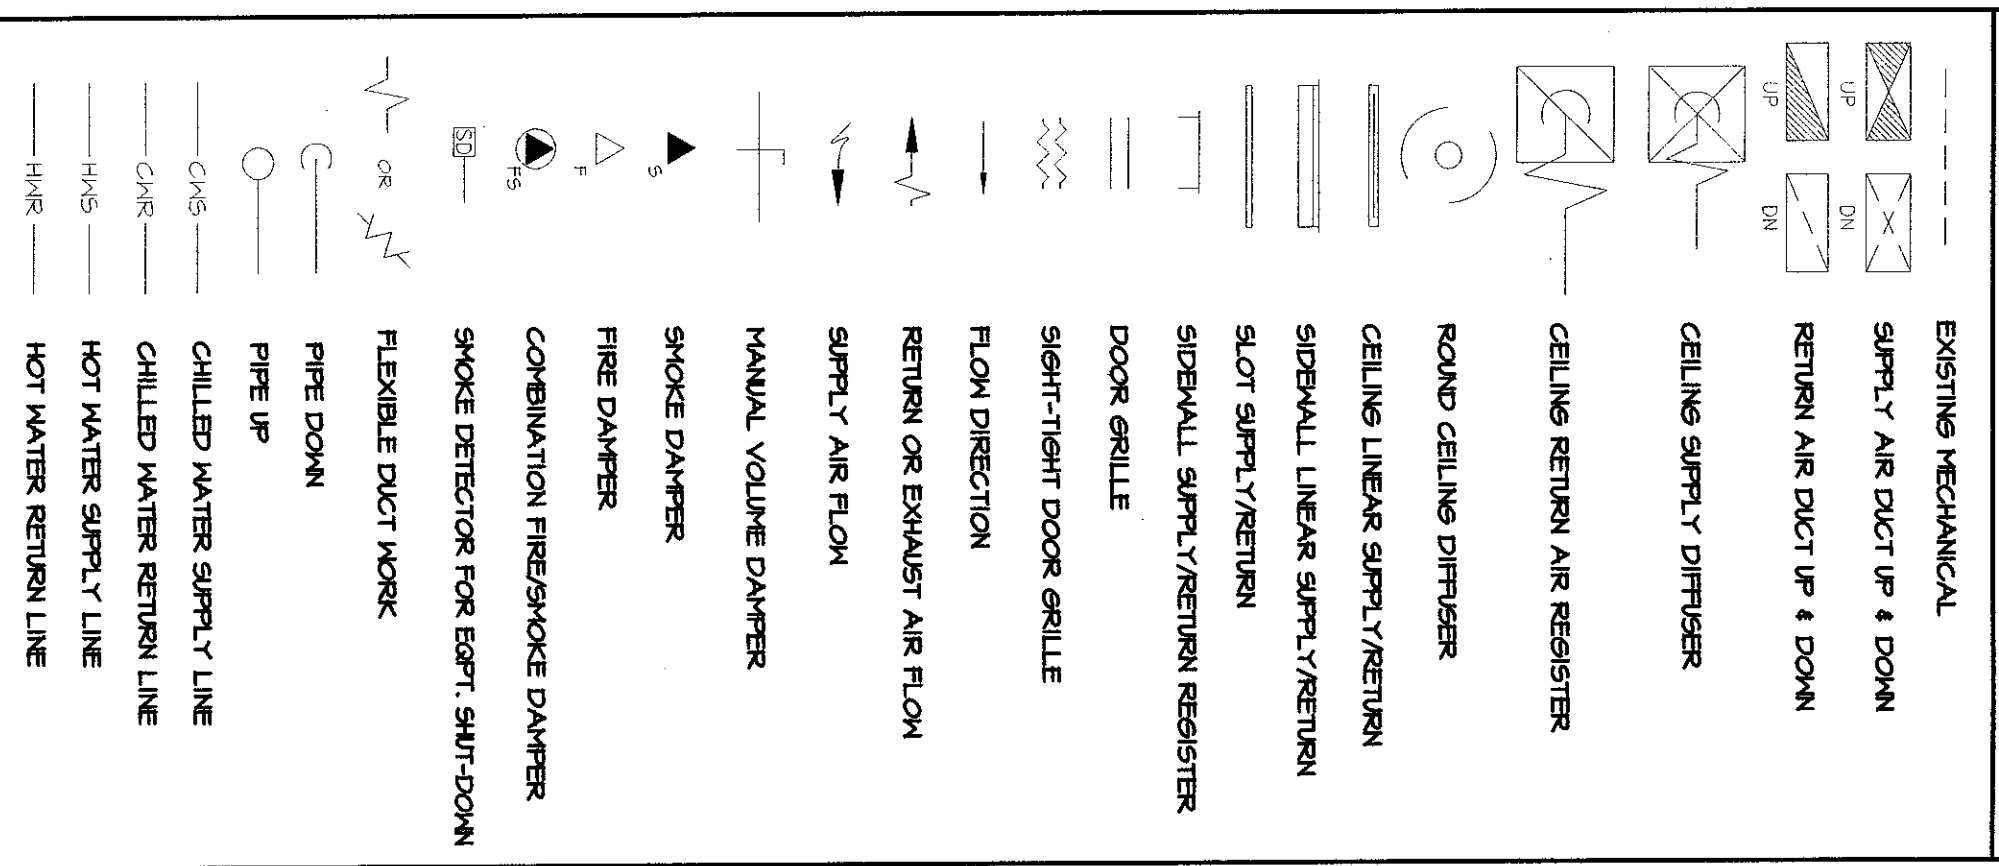 EXISTING MECHANICAL
UP DN SUPPLY AIR DUCT UP & DOWN
UP DN RETURN AIR DUCT UP & DOWN
CEILING SUPPLY DIFFUSER
CEILING RETURN AIR REGISTER
ROUND CEILING DIFFUSER
CEILING LINEAR SUPPLY/RETURN
SIDEWALL LINEAR SUPPLY/RETURN
SLOT SUPPLY/RETURN
SIDEWALL SUPPLY/RETURN REGISTER
DOOR GRILLE
SIGHT-TIGHT DOOR GRILLE
FLOW DIRECTION
RETURN OR EXHAUST AIR FLOW
SUPPLY AIR FLOW
MANUAL VOLUME DAMPER
S SMOKE DAMPER
F FIRE DAMPER
FS COMBINATION FIRE/SMOKE DAMPER
SD SMOKE DETECTOR FOR EQPT. SHUT-DOWN
OR FLEXIBLE DUCT WORK
PIPE DOWN
PIPE UP
CWS CHILLED WATER SUPPLY LINE
CWR CHILLED WATER RETURN LINE
HWS HOT WATER SUPPLY LINE
HWR HOT WATER RETURN LINE